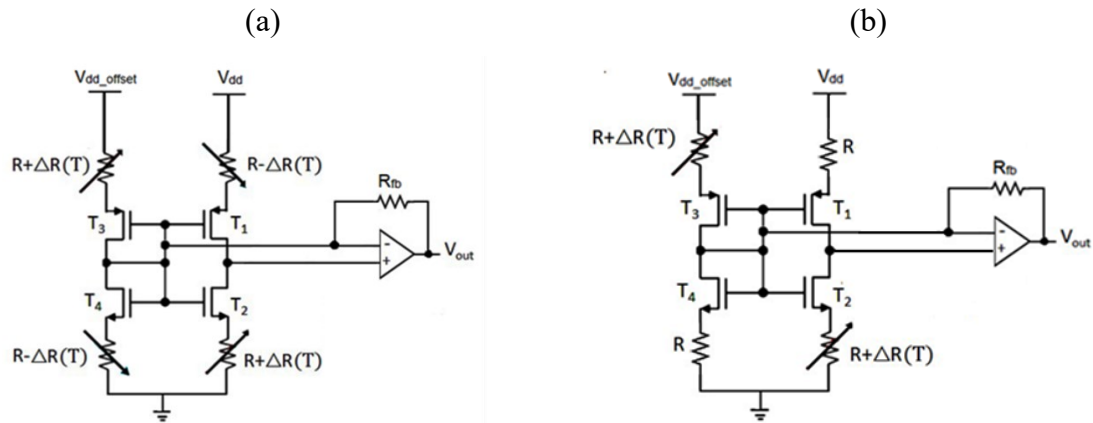 (a)
(b)
Vdd_offset
Vdd
R+△R(T)
R-△R(T)
Rfb
T3
T1
Vout
-
+
T4
T2
R-△R(T)
R+△R(T)
Vdd_offset
Vdd
R+△R(T)
R
Rfb
T3
T1
Vout
-
+
T4
T2
R
R+△R(T)